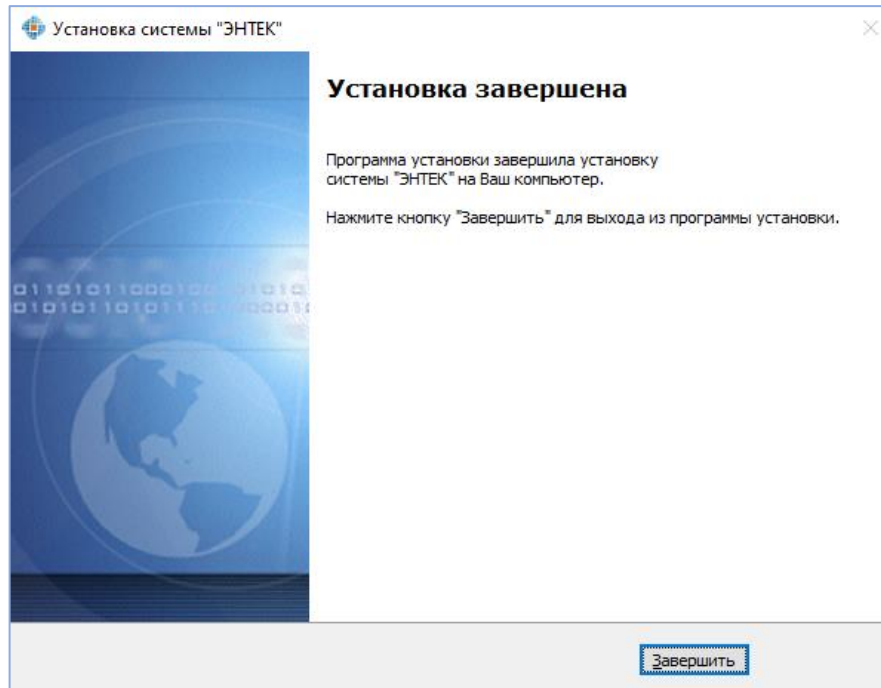 Установка системы "ЭНТЕК"
Установка завершена
Программа установки завершила установку
системы "ЭНТЕК" на Ваш компьютер.
Нажмите кнопку "Завершить" для выхода из программы установки.
Завершить